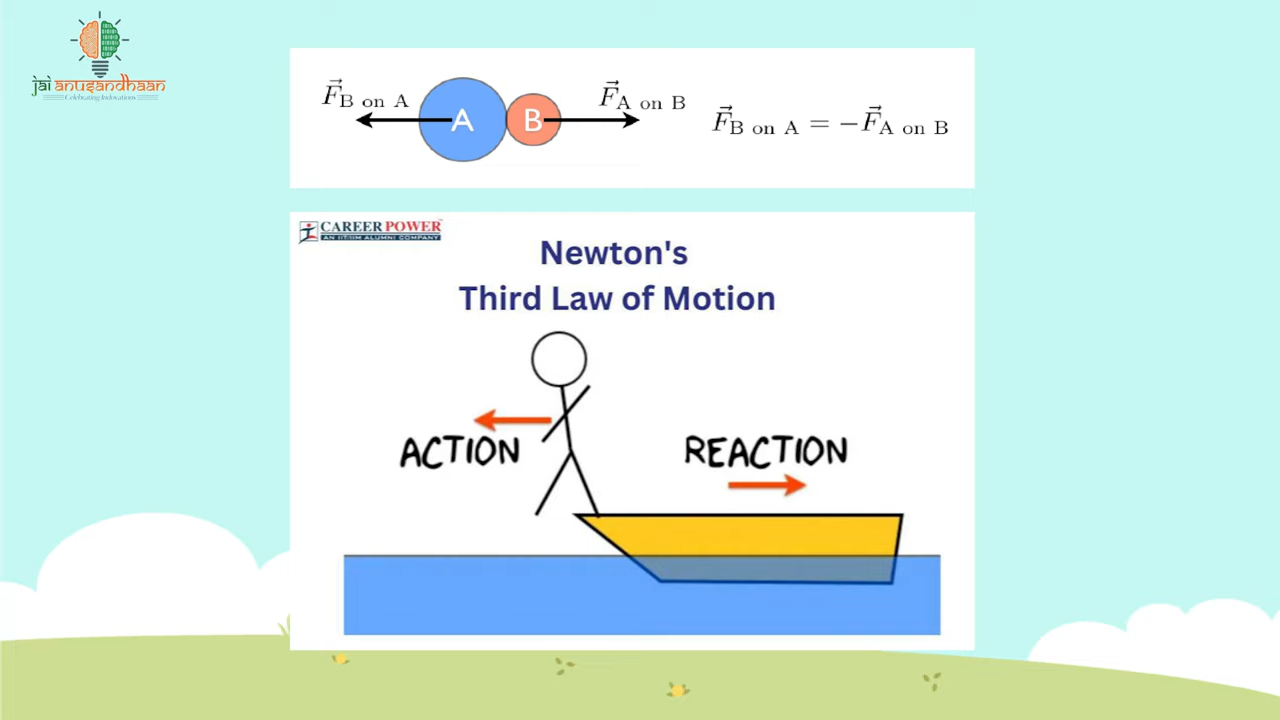 jai anusandhaan
Celebrating Indovations
F⃗B on A
A
B
F⃗A on B
F⃗B on A = −F⃗A on B
CAREER POWER
AN IIT/IIM ALUMNI COMPANY
Newton's
Third Law of Motion
ACTION
REACTION